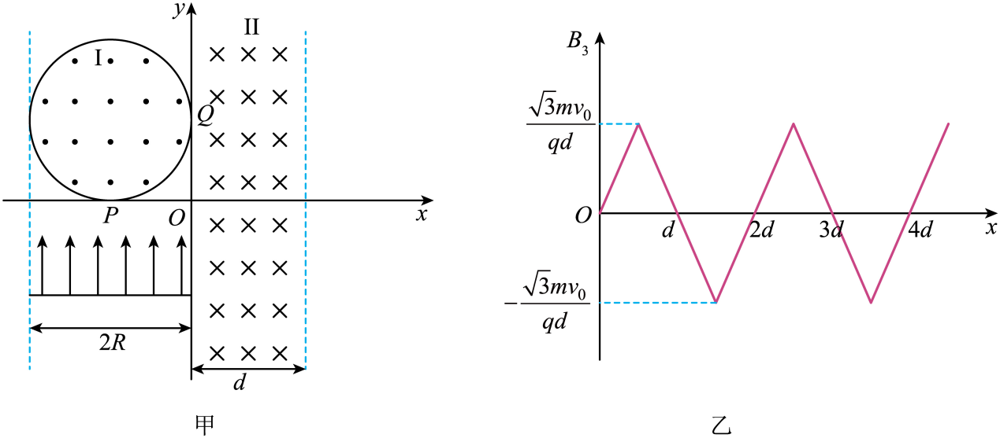 y
II
I
Q
P
O
x
2R
d
甲
B₃
√3mv₀/qd
O
d
2d
3d
4d
x
−√3mv₀/qd
乙